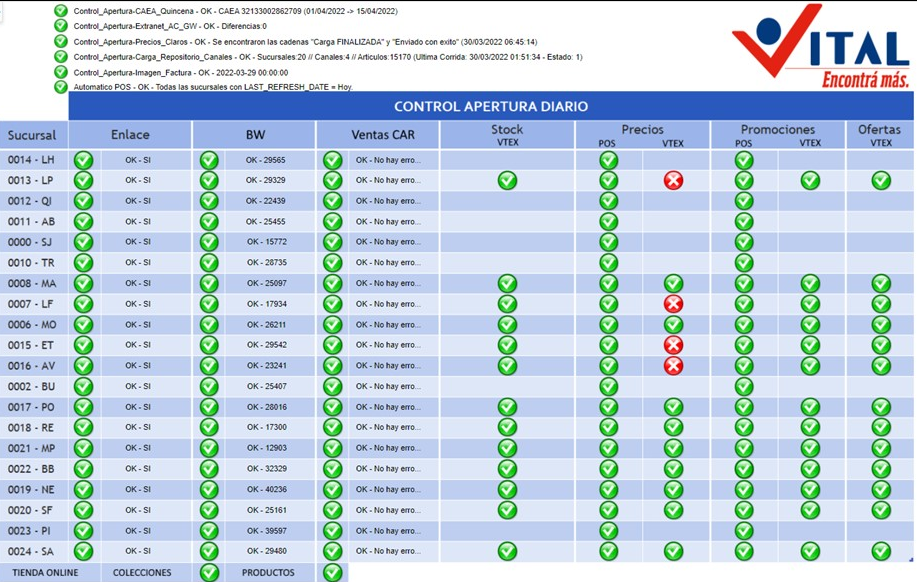 Control_Apertura-CAEA_Quincena - OK - CAEA 32133002862709 (01/04/2022 -> 15/04/2022)
Control_Apertura-Extranet_AC_GW - OK - Diferencias:0
Control_Apertura-Precios_Claros - OK - Se encontraron las cadenas "Carga FINALIZADA" y "Enviado con exito" (30/03/2022 06:45:14)
Control_Apertura-Carga_Repositorio_Canales - OK - Sucursales:20 // Canales:4 // Articulos:15170 (Ultima Corrida: 30/03/2022 01:51:34 - Estado: 1)
Control_Apertura-Imagen_Factura - OK - 2022-03-29 00:00:00
Automatico POS - OK - Todas las sucursales con LAST_REFRESH_DATE = Hoy.
VITAL
Encontrá más.
CONTROL APERTURA DIARIO
Sucursal Enlace BW Ventas CAR Stock Precios Promociones Ofertas
VTEX POS VTEX POS VTEX VTEX
0014 - LH OK - SI OK - 29565 OK - No hay erro...
0013 - LP OK - SI OK - 29329 OK - No hay erro...
0012 - QI OK - SI OK - 22439 OK - No hay erro...
0011 - AB OK - SI OK - 25455 OK - No hay erro...
0000 - SJ OK - SI OK - 15772 OK - No hay erro...
0010 - TR OK - SI OK - 28735 OK - No hay erro...
0008 - MA OK - SI OK - 25097 OK - No hay erro...
0007 - LF OK - SI OK - 17934 OK - No hay erro...
0006 - MO OK - SI OK - 26211 OK - No hay erro...
0015 - ET OK - SI OK - 29542 OK - No hay erro...
0016 - AV OK - SI OK - 23241 OK - No hay erro...
0002 - BU OK - SI OK - 25407 OK - No hay erro...
0017 - PO OK - SI OK - 28016 OK - No hay erro...
0018 - RE OK - SI OK - 17300 OK - No hay erro...
0021 - MP OK - SI OK - 12903 OK - No hay erro...
0022 - BB OK - SI OK - 32329 OK - No hay erro...
0019 - NE OK - SI OK - 40236 OK - No hay erro...
0020 - SF OK - SI OK - 25161 OK - No hay erro...
0023 - PI OK - SI OK - 39597 OK - No hay erro...
0024 - SA OK - SI OK - 29480 OK - No hay erro...
TIENDA ONLINE COLECCIONES PRODUCTOS